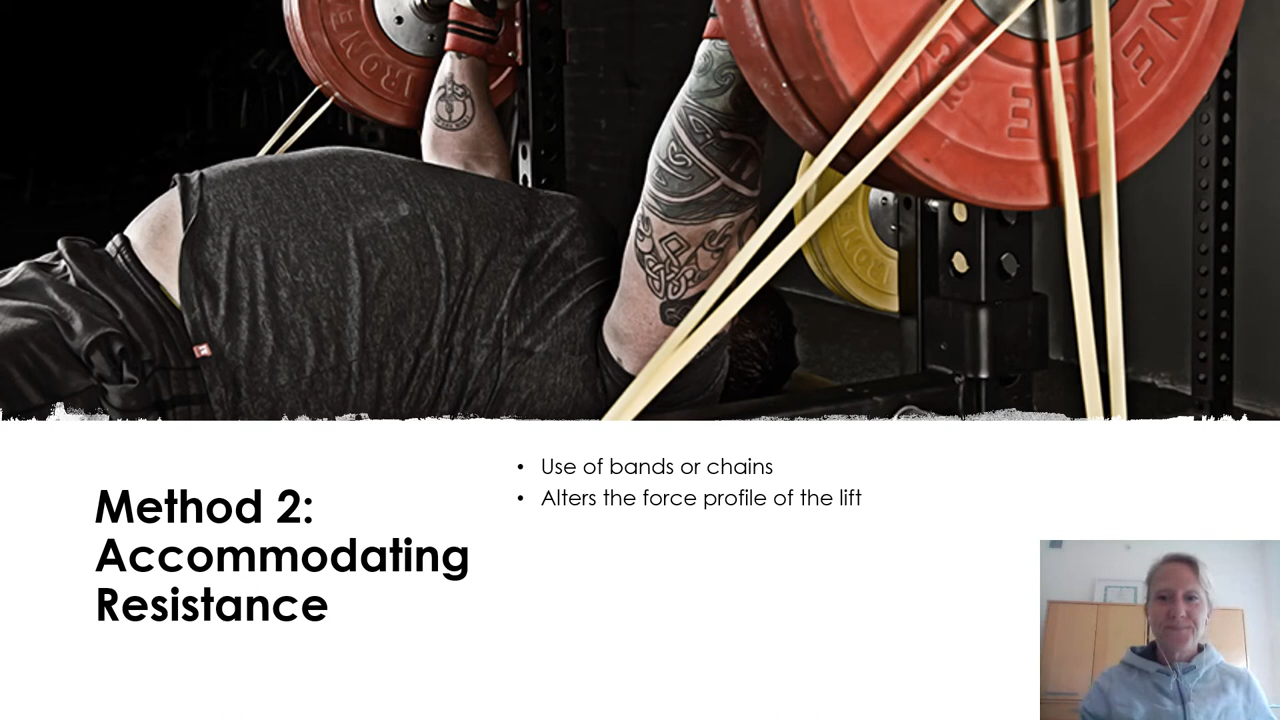 Method 2:
Accommodating
Resistance
• Use of bands or chains
• Alters the force profile of the lift